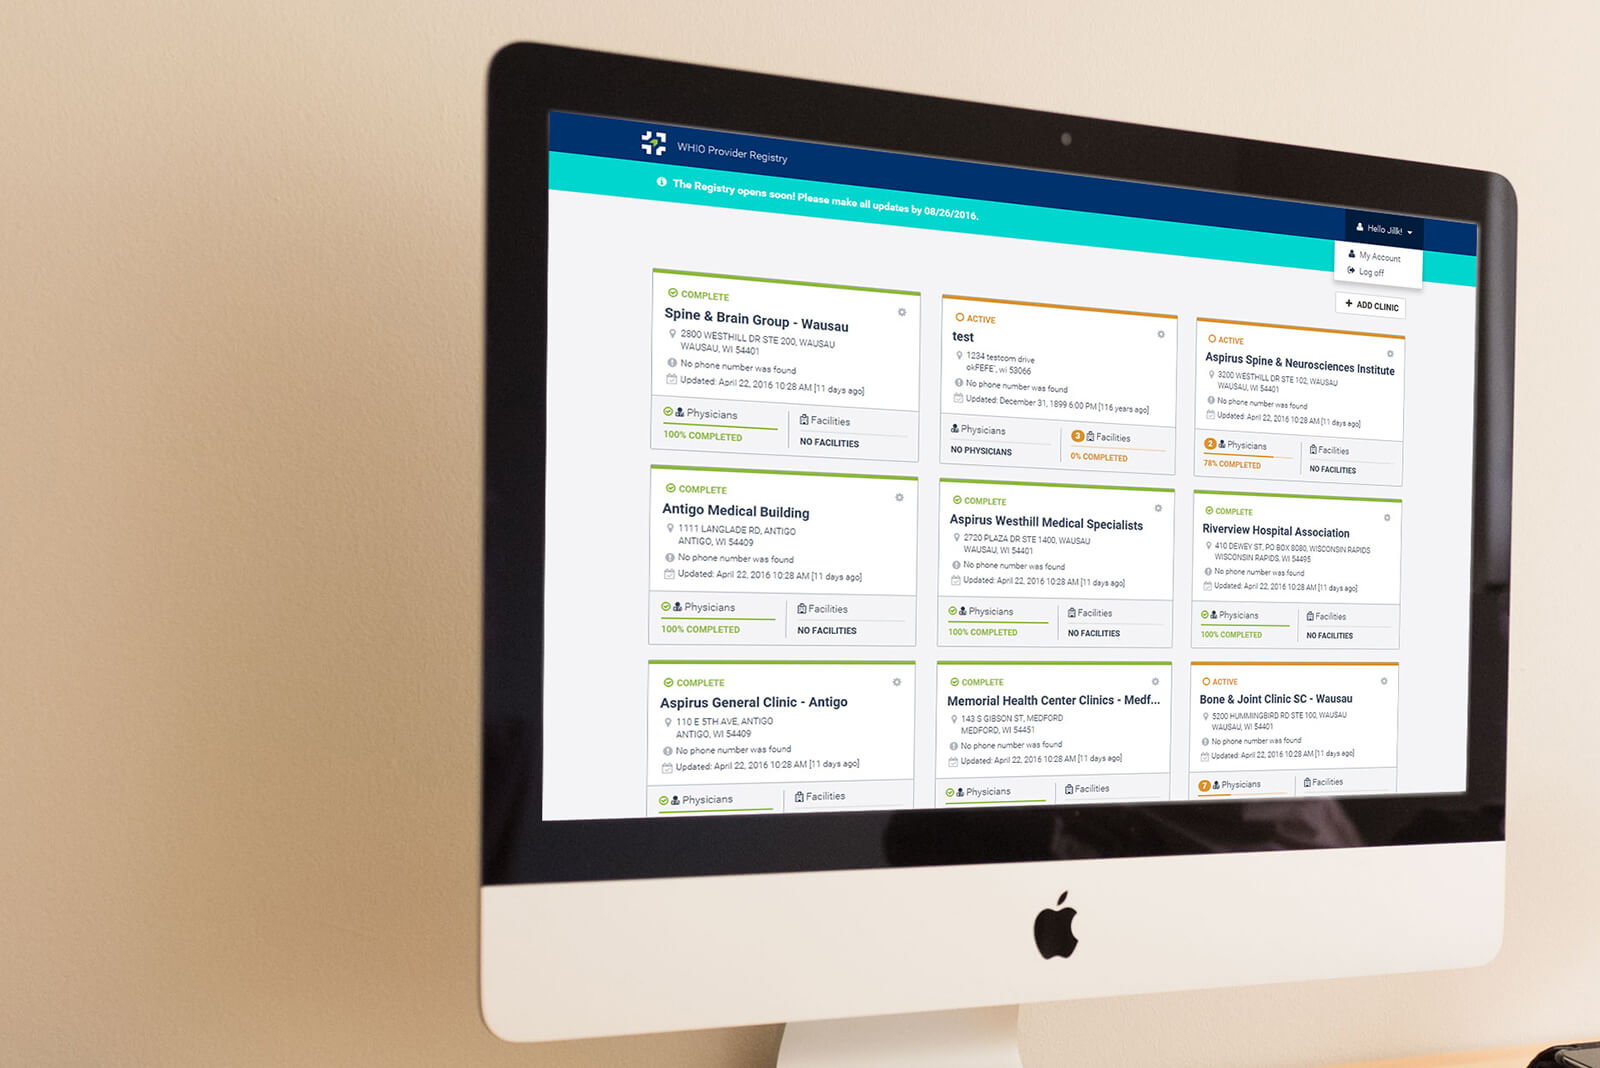 WHIO Provider Registry
The Registry opens soon! Please make all updates by 08/26/2016.
Hello Jillk!
My Account
Log off
ADD CLINIC
COMPLETE
Spine & Brain Group - Wausau
2800 WESTHILL DR STE 200, WAUSAU
WAUSAU, WI 54401
No phone number was found
Updated: April 22, 2016 10:28 AM [11 days ago]
Physicians
100% COMPLETED
Facilities
NO FACILITIES
ACTIVE
test
1234 testcom drive
okFEFE', wi 53066
No phone number was found
Updated: December 31, 1899 6:00 PM [116 years ago]
Physicians
NO PHYSICIANS
3 Facilities
0% COMPLETED
ACTIVE
Aspirus Spine & Neurosciences Institute
3200 WESTHILL DR STE 102, WAUSAU
WAUSAU, WI 54401
No phone number was found
Updated: April 22, 2016 10:28 AM [11 days ago]
2 Physicians
78% COMPLETED
Facilities
NO FACILITIES
COMPLETE
Antigo Medical Building
1111 LANGLADE RD, ANTIGO
ANTIGO, WI 54409
No phone number was found
Updated: April 22, 2016 10:28 AM [11 days ago]
Physicians
100% COMPLETED
Facilities
NO FACILITIES
COMPLETE
Aspirus Westhill Medical Specialists
2720 PLAZA DR STE 1400, WAUSAU
WAUSAU, WI 54401
No phone number was found
Updated: April 22, 2016 10:28 AM [11 days ago]
Physicians
100% COMPLETED
Facilities
NO FACILITIES
COMPLETE
Riverview Hospital Association
410 DEWEY ST, PO BOX 8080, WISCONSIN RAPIDS
WISCONSIN RAPIDS, WI 54495
No phone number was found
Updated: April 22, 2016 10:28 AM [11 days ago]
Physicians
100% COMPLETED
Facilities
NO FACILITIES
COMPLETE
Aspirus General Clinic - Antigo
110 E 5TH AVE, ANTIGO
ANTIGO, WI 54409
No phone number was found
Updated: April 22, 2016 10:28 AM [11 days ago]
Physicians
Facilities
COMPLETE
Memorial Health Center Clinics - Medf...
143 S GIBSON ST, MEDFORD
MEDFORD, WI 54451
No phone number was found
Updated: April 22, 2016 10:28 AM [11 days ago]
Physicians
Facilities
ACTIVE
Bone & Joint Clinic SC - Wausau
5200 HUMMINGBIRD RD STE 100, WAUSAU
WAUSAU, WI 54401
No phone number was found
Updated: April 22, 2016 10:28 AM [11 days ago]
7 Physicians
Facilities